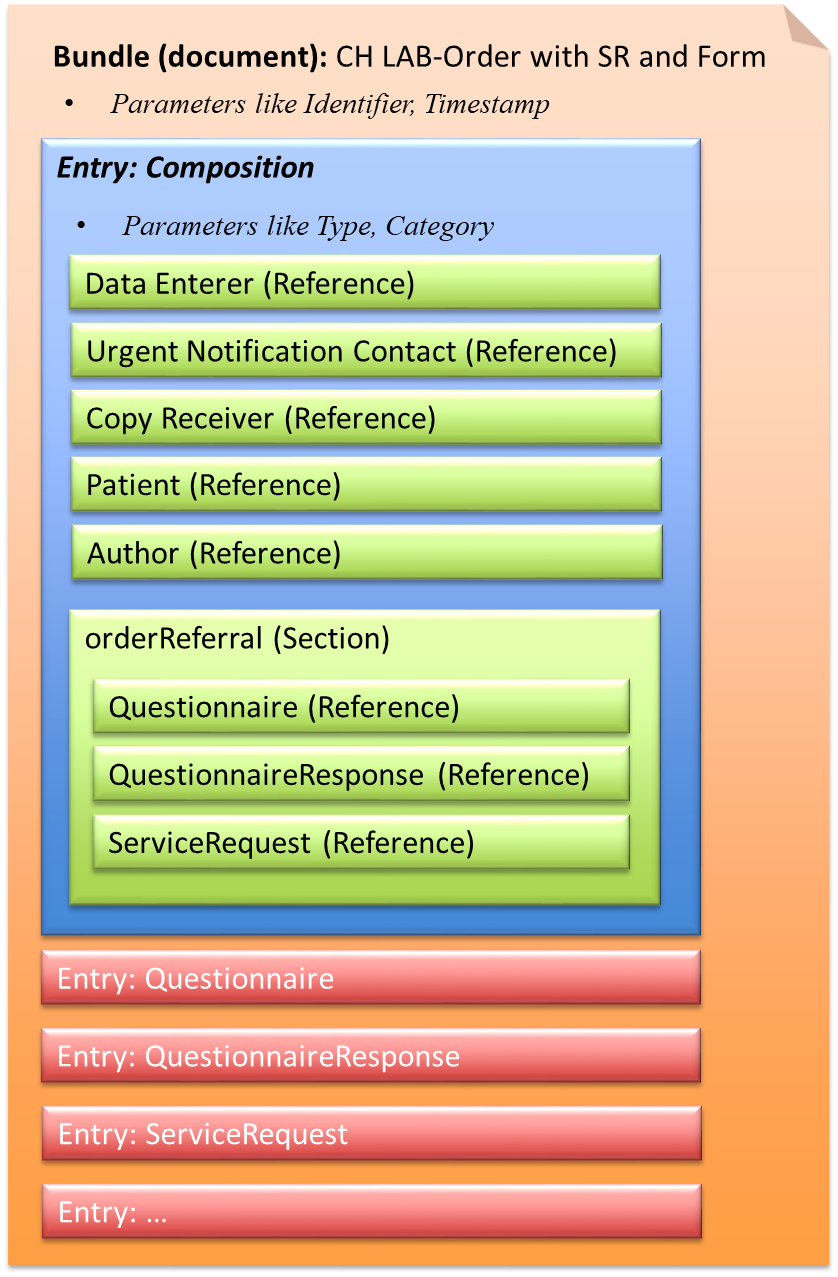 Bundle (document): CH LAB-Order with SR and Form
• Parameters like Identifier, Timestamp
Entry: Composition
• Parameters like Type, Category
Data Enterer (Reference)
Urgent Notification Contact (Reference)
Copy Receiver (Reference)
Patient (Reference)
Author (Reference)
orderReferral (Section)
Questionnaire (Reference)
QuestionnaireResponse (Reference)
ServiceRequest (Reference)
Entry: Questionnaire
Entry: QuestionnaireResponse
Entry: ServiceRequest
Entry: ...